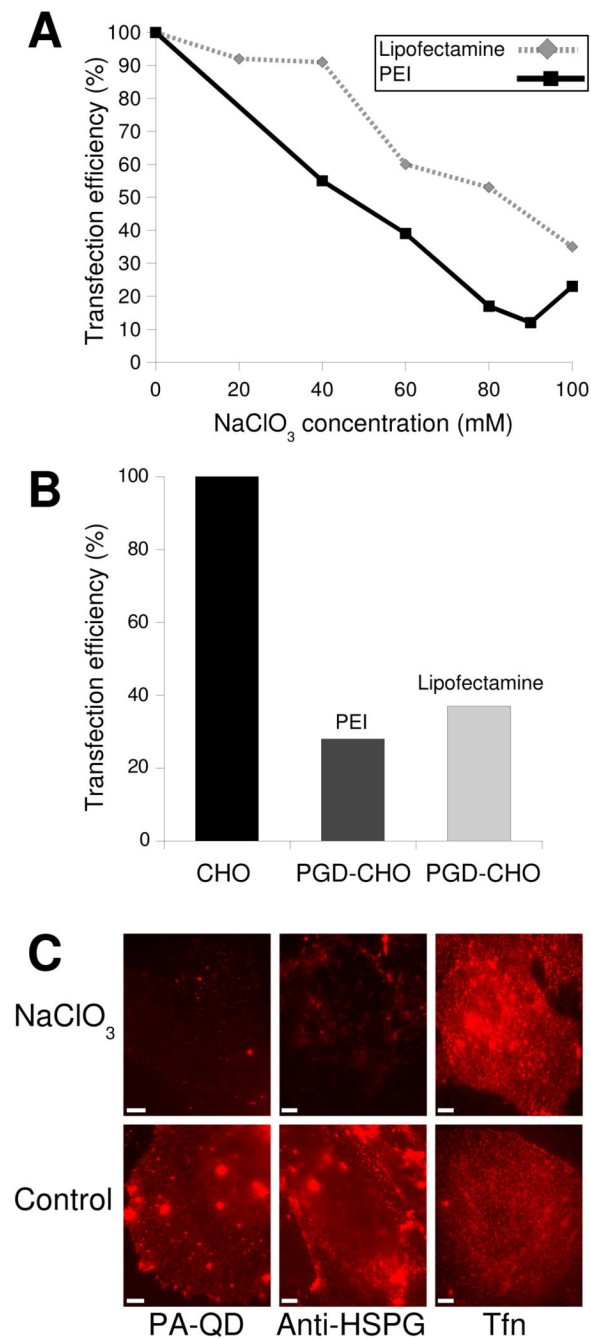 A
Transfection efficiency (%)
100
90
80
70
60
50
40
30
20
10
0
Lipofectamine
PEI
0 20 40 60 80 100
NaClO₃ concentration (mM)
B
Transfection efficiency (%)
100
80
60
40
20
0
PEI
Lipofectamine
CHO PGD-CHO PGD-CHO
C
NaClO₃
Control
PA-QD Anti-HSPG Tfn